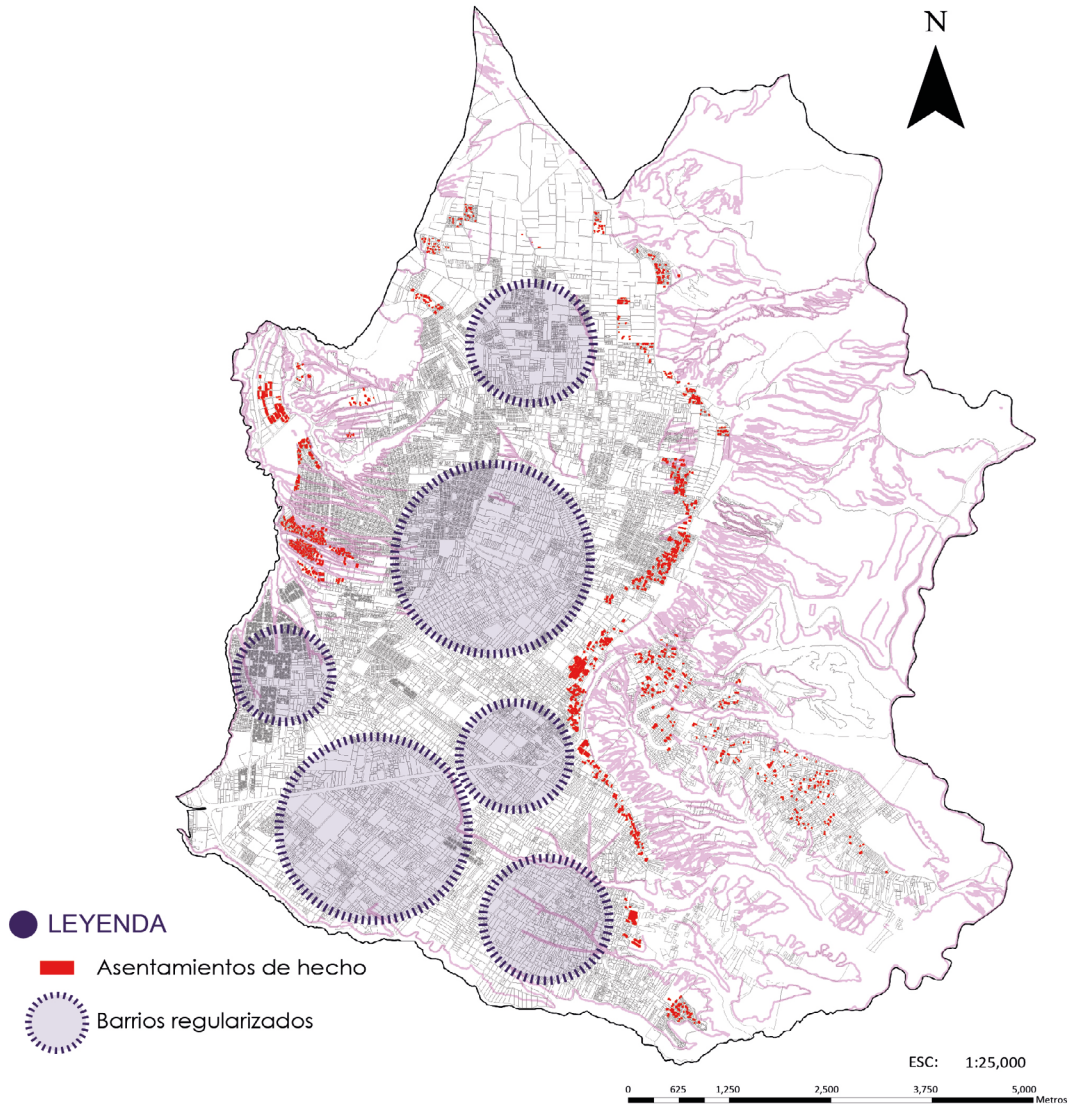 N
LEYENDA
Asentamientos de hecho
Barrios regularizados
ESC: 1:25,000
0 625 1,250 2,500 3,750 5,000
Metros